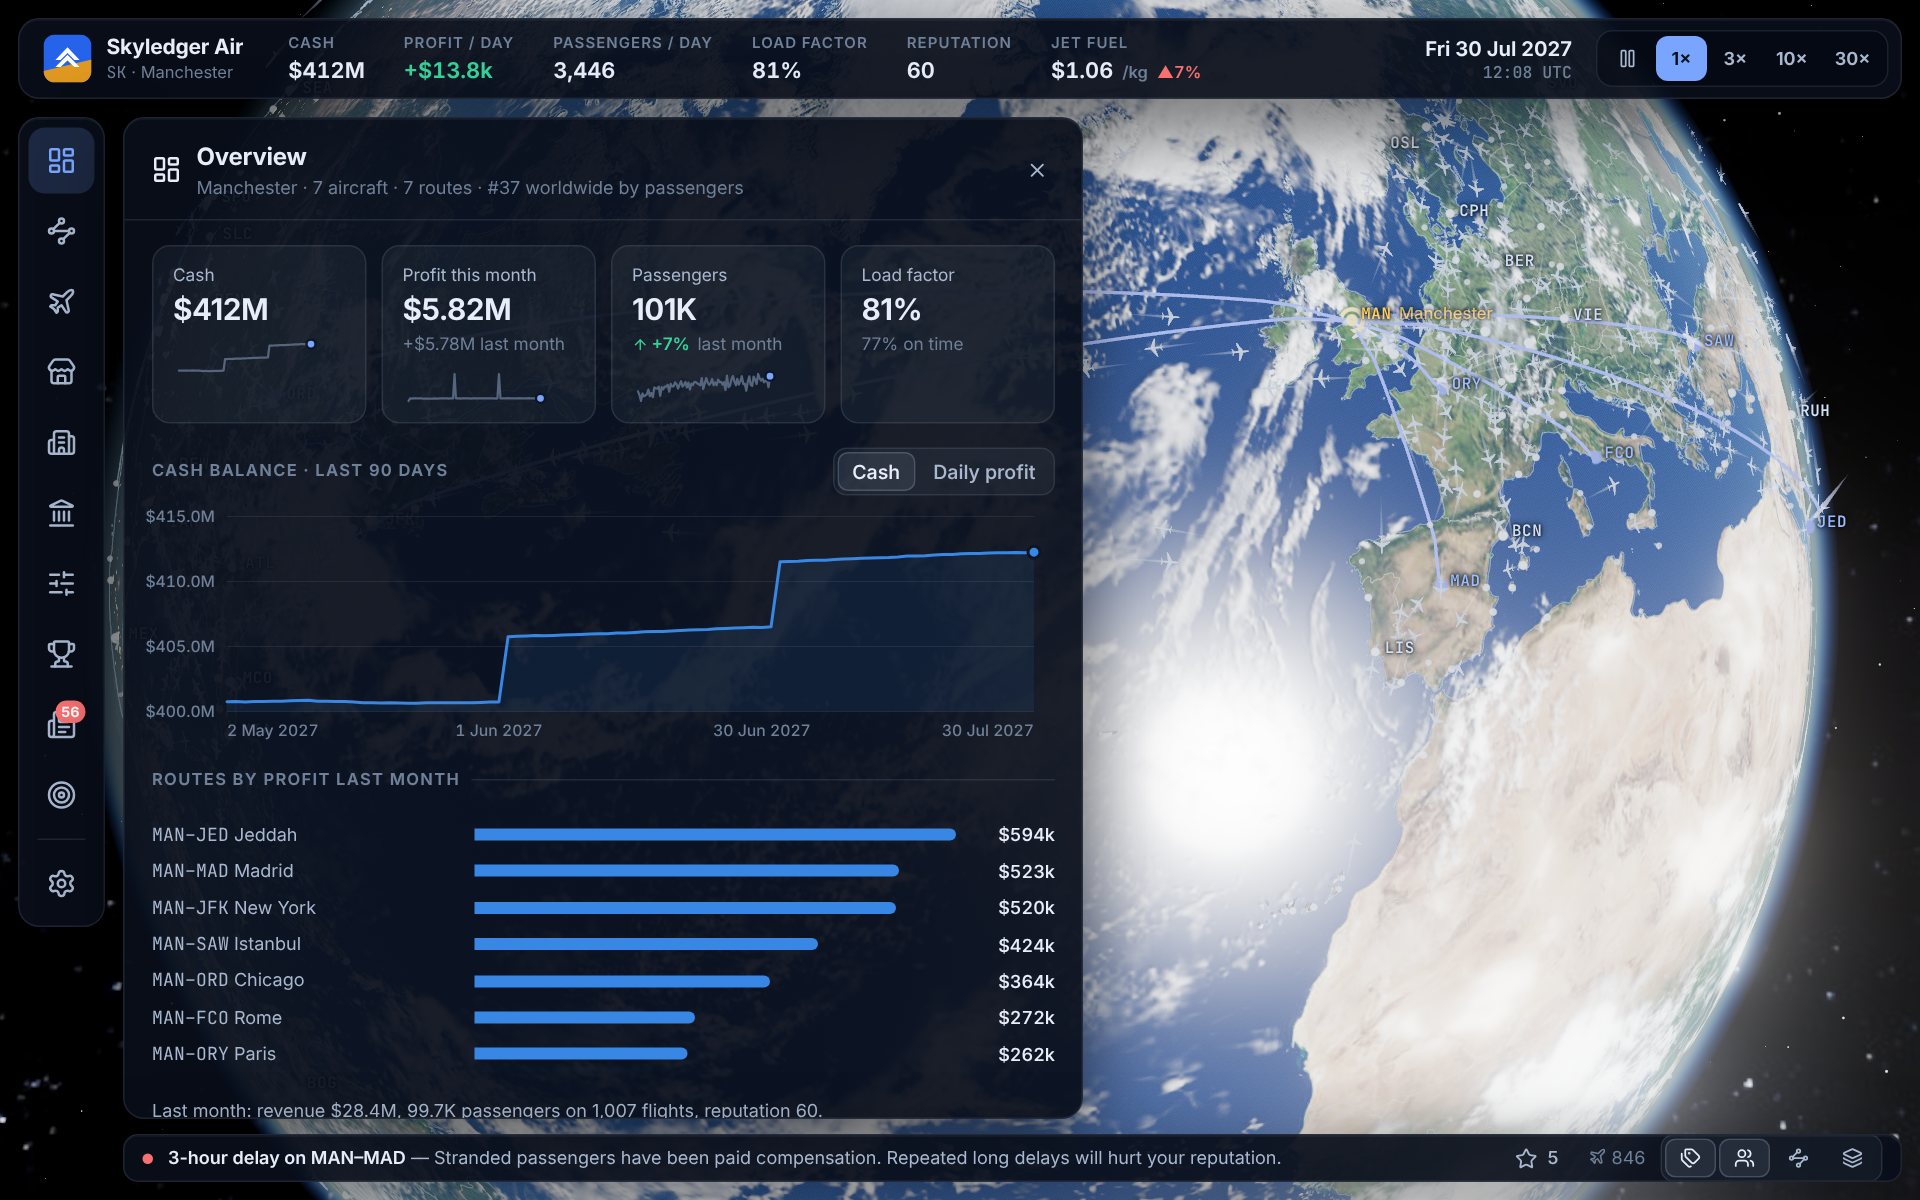 Skyledger Air
SK · Manchester
CASH
$412M
PROFIT / DAY
+$13.8k
PASSENGERS / DAY
3,446
LOAD FACTOR
81%
REPUTATION
60
JET FUEL
$1.06 /kg ▲7%
Fri 30 Jul 2027
12:08 UTC
1×
3×
10×
30×
Overview
Manchester · 7 aircraft · 7 routes · #37 worldwide by passengers
Cash
$412M
Profit this month
$5.82M
+$5.78M last month
Passengers
101K
↑ +7% last month
Load factor
81%
77% on time
CASH BALANCE · LAST 90 DAYS
Cash
Daily profit
$415.0M
$410.0M
$405.0M
$400.0M
2 May 2027
1 Jun 2027
30 Jun 2027
30 Jul 2027
ROUTES BY PROFIT LAST MONTH
MAN–JED Jeddah $594k
MAN–MAD Madrid $523k
MAN–JFK New York $520k
MAN–SAW Istanbul $424k
MAN–ORD Chicago $364k
MAN–FCO Rome $272k
MAN–ORY Paris $262k
Last month: revenue $28.4M, 99.7K passengers on 1,007 flights, reputation 60.
56
OSL
CPH
BER
MAN Manchester
VIE
SAW
ORY
RUH
FCO
JED
BCN
MAD
LIS
SLC
MCO
BOG
3-hour delay on MAN–MAD — Stranded passengers have been paid compensation. Repeated long delays will hurt your reputation.
5
846